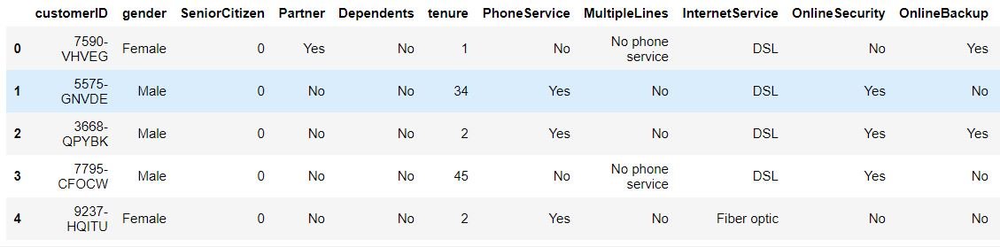 customerID gender SeniorCitizen Partner Dependents tenure PhoneService MultipleLines InternetService OnlineSecurity OnlineBackup
0 7590-VHVEG Female 0 Yes No 1 No No phone service DSL No Yes
1 5575-GNVDE Male 0 No No 34 Yes No DSL Yes No
2 3668-QPYBK Male 0 No No 2 Yes No DSL Yes Yes
3 7795-CFOCW Male 0 No No 45 No No phone service DSL Yes No
4 9237-HQITU Female 0 No No 2 Yes No Fiber optic No No